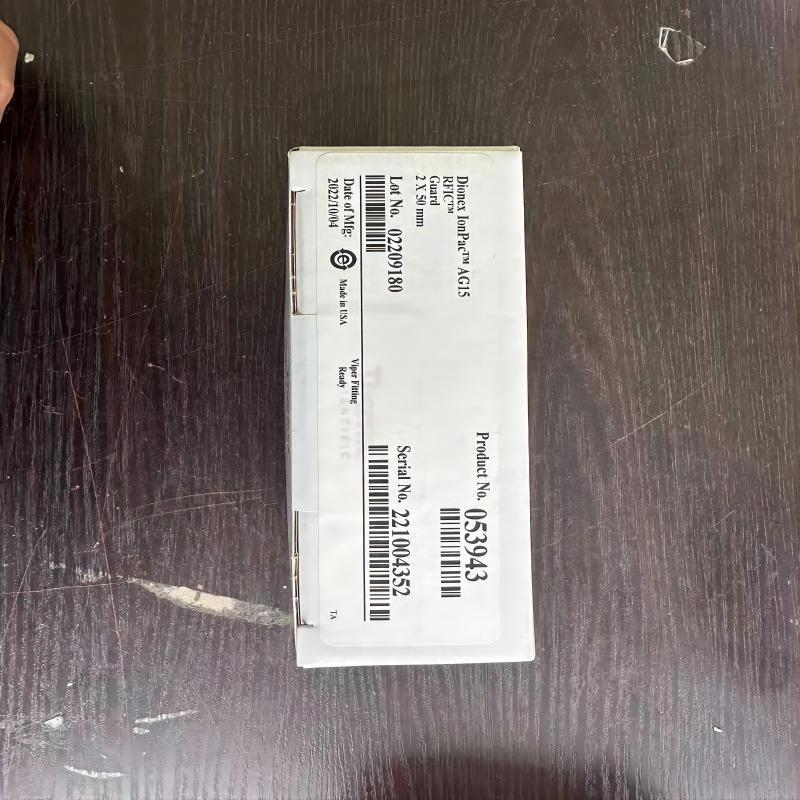 Dionex IonPac™ AG15
RFIC™
Guard
2 X 50 mm
Product No. 053943
Lot No. 02209180
Serial No. 221004352
Date of Mfg:
2022/10/04
Made in USA
Viper Fitting
Ready
TA